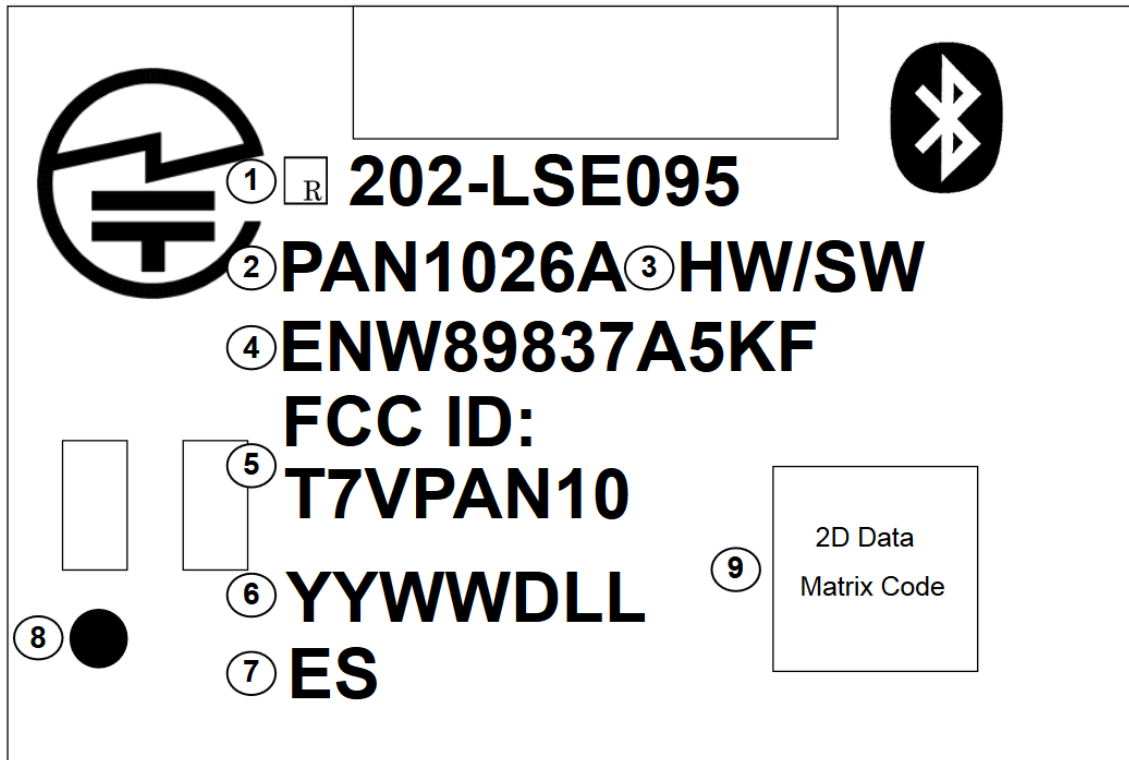 ① R 202-LSE095
② PAN1026A ③ HW/SW
④ ENW89837A5KF
FCC ID:
⑤ T7VPAN10
2D Data
⑨ Matrix Code
⑥ YYWWDLL
⑧
⑦ ES